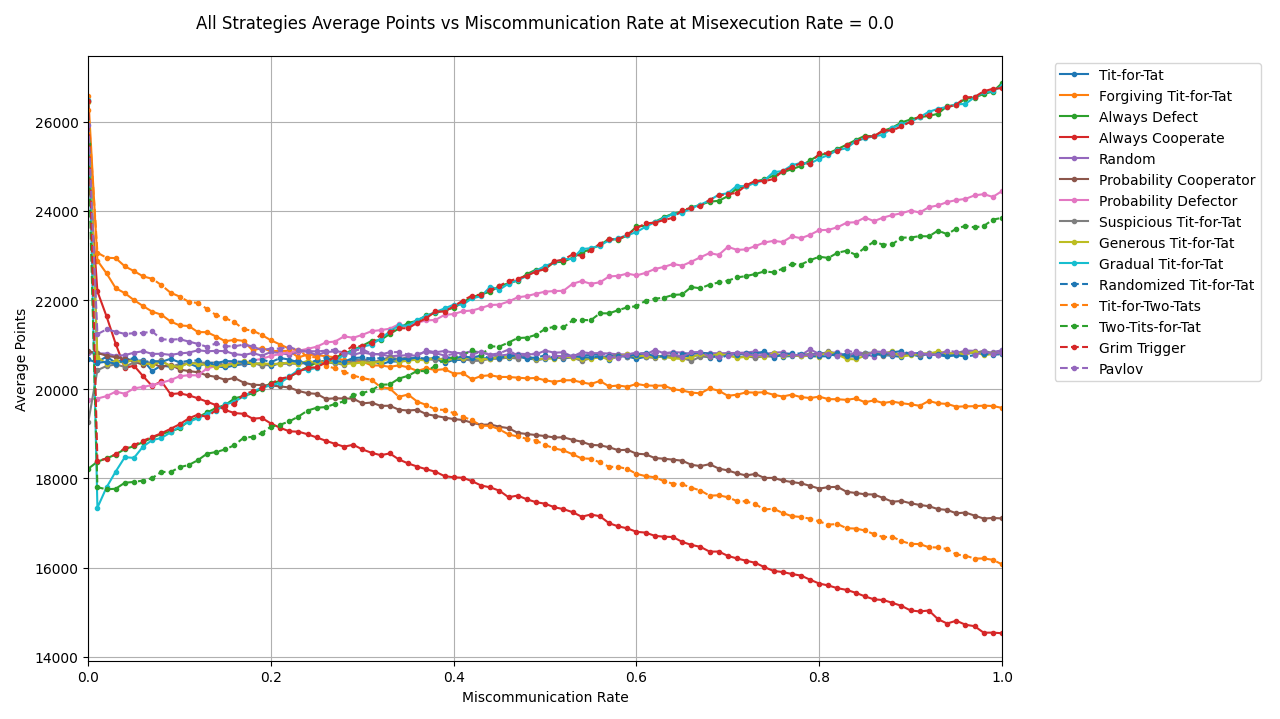 All Strategies Average Points vs Miscommunication Rate at Misexecution Rate = 0.0
Average Points
26000
24000
22000
20000
18000
16000
14000
0.0 0.2 0.4 0.6 0.8 1.0
Miscommunication Rate
Tit-for-Tat
Forgiving Tit-for-Tat
Always Defect
Always Cooperate
Random
Probability Cooperator
Probability Defector
Suspicious Tit-for-Tat
Generous Tit-for-Tat
Gradual Tit-for-Tat
Randomized Tit-for-Tat
Tit-for-Two-Tats
Two-Tits-for-Tat
Grim Trigger
Pavlov